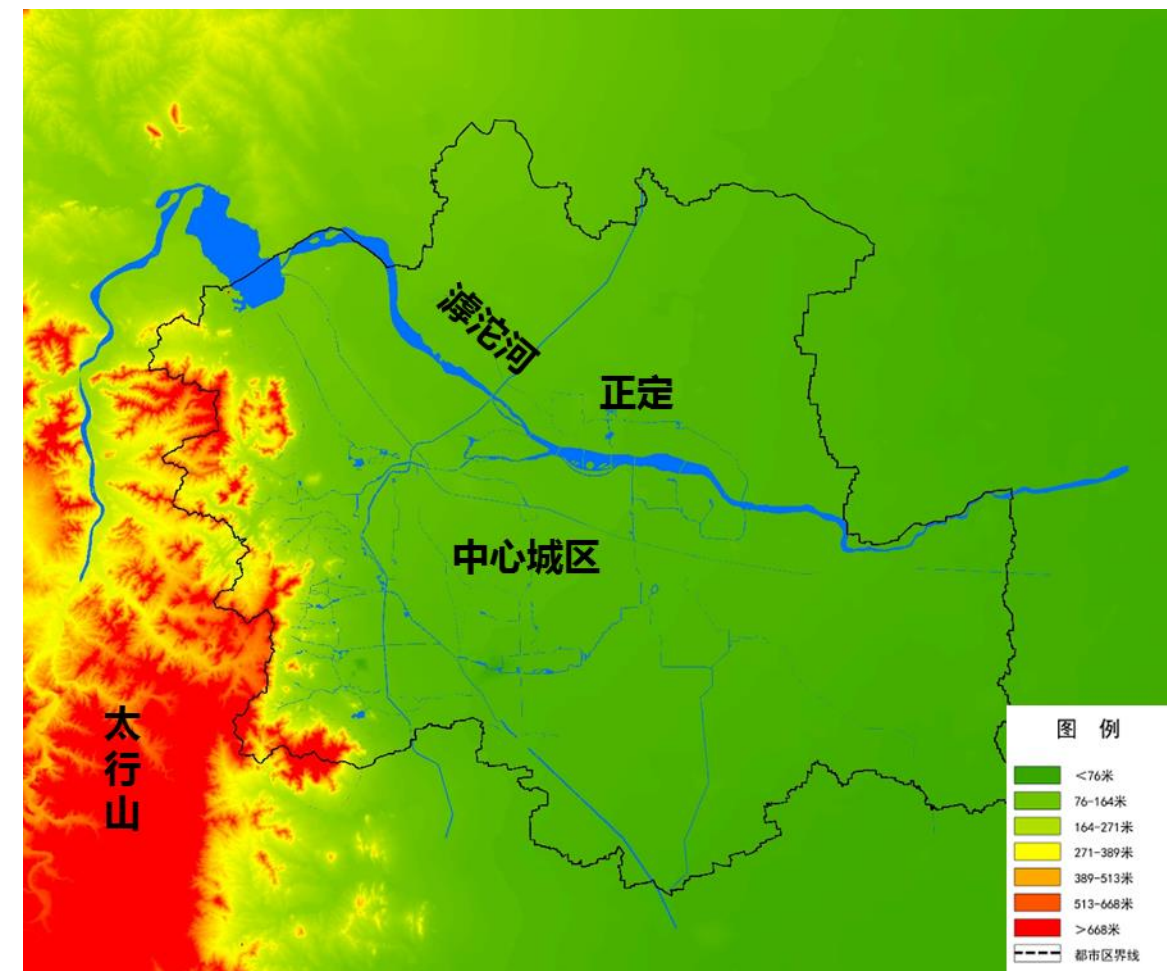 滹沱河
正定
中心城区
太行山
图 例
<76米
76-164米
164-271米
271-389米
389-513米
513-668米
>668米
都市区界线